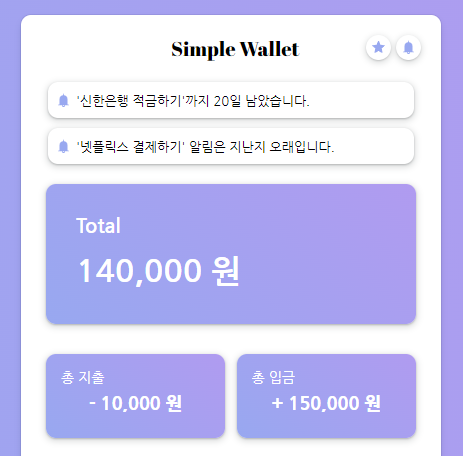 Simple Wallet
'신한은행 적금하기'까지 20일 남았습니다.
'넷플릭스 결제하기' 알림은 지난지 오래입니다.
Total
140,000 원
총 지출
- 10,000 원
총 입금
+ 150,000 원